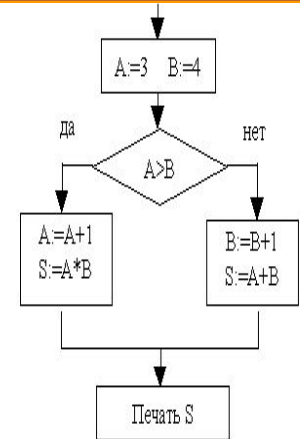 A:=3 B:=4
да
нет
A>B
A:=A+1
S:=A*B
B:=B+1
S:=A+B
Печать S